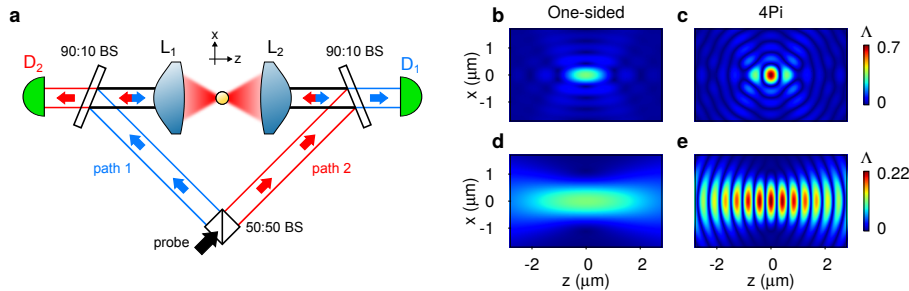 a
D₂
90:10 BS
L₁
x
z
L₂
90:10 BS
D₁
path 1
path 2
probe
50:50 BS
b
One-sided
c
4Pi
x (μm)
1
0
-1
Λ
0.7
0
d
e
x (μm)
1
0
-1
-2
0
2
z (μm)
-2
0
2
z (μm)
Λ
0.22
0